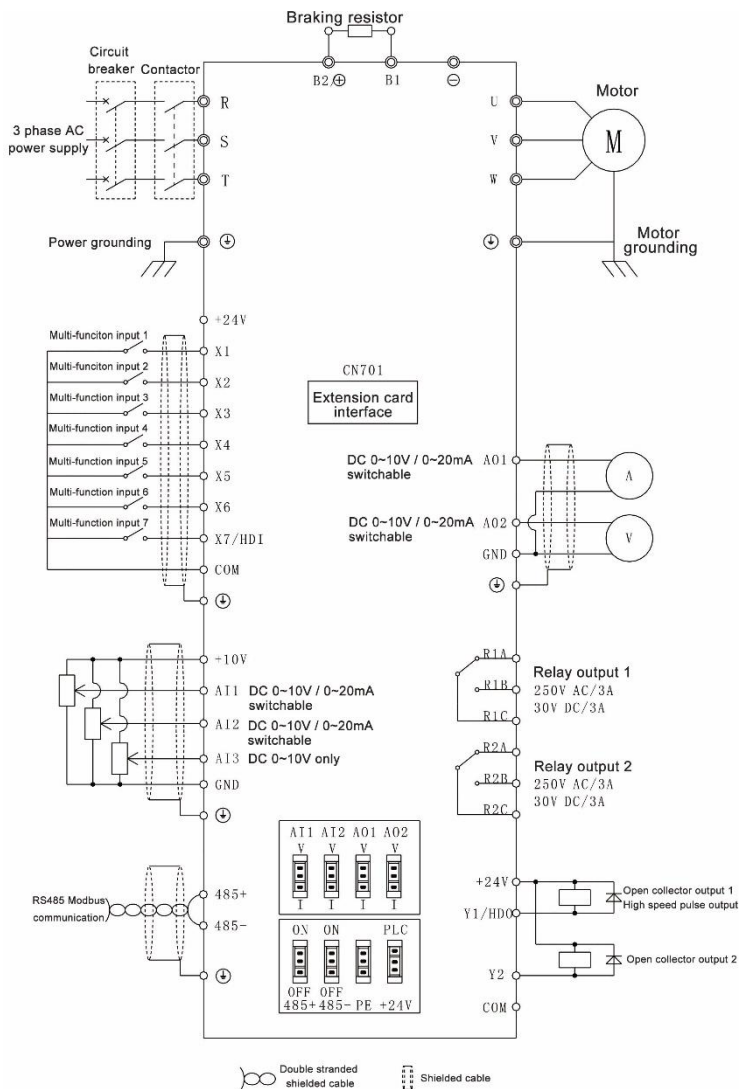 Braking resistor
Circuit
breaker
Contactor
B2/⊕
B1
⊖
Motor
R
U
3 phase AC
power supply
S
V
M
T
W
Power grounding
Motor
grounding
+24V
Multi-funciton input 1
X1
Multi-function input 2
X2
Multi-function input 3
X3
Multi-function input 4
X4
Multi-function input 5
X5
Multi-function input 6
X6
Multi-function input 7
X7/HDI
COM
CN701
Extension card
interface
DC 0~10V / 0~20mA
switchable
AO1
A
DC 0~10V / 0~20mA
switchable
AO2
V
GND
+10V
AI1 DC 0~10V / 0~20mA
switchable
AI2 DC 0~10V / 0~20mA
switchable
AI3 DC 0~10V only
GND
R1A
R1B
R1C
Relay output 1
250V AC/3A
30V DC/3A
R2A
R2B
R2C
Relay output 2
250V AC/3A
30V DC/3A
AI1 AI2 AO1 AO2
V V V V
I I I I
RS485 Modbus
communication
485+
485-
ON ON PLC
OFF OFF
485+ 485- PE +24V
+24V
Y1/HDO
Open collector output 1
High speed pulse output
Y2
Open collector output 2
COM
Double stranded
shielded cable
Shielded cable